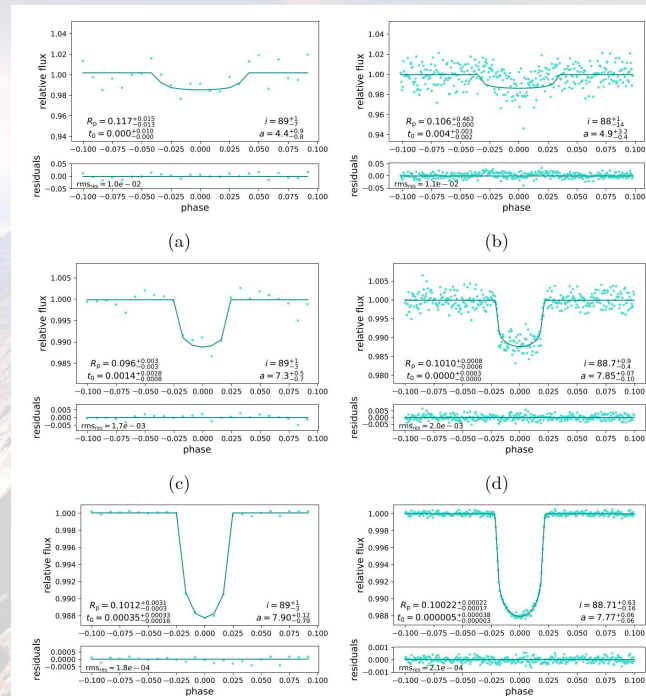 1.04
1.02
1.00
0.98
0.96
0.94
relative flux
R_p = 0.117^{+0.015}_{-0.013}
t_0 = 0.000^{+0.010}_{-0.000}
a = 4.4^{+0.9}_{-0.8}
−0.100 −0.075 −0.050 −0.025 0.000 0.025 0.050 0.075 0.100
0.05
0.00
−0.05
residuals
rms_res = 1.0e − 02
phase
(a)
1.04
1.02
1.00
0.98
0.96
0.94
relative flux
R_p = 0.106^{+0.463}_{-0.000}
i = 88^{+1}_{-14}
t_0 = 0.004^{+0.003}_{-0.002}
a = 4.9^{+3.2}_{-0.4}
−0.100 −0.075 −0.050 −0.025 0.000 0.025 0.050 0.075 0.100
0.05
0.00
−0.05
residuals
rms_res = 1.1e − 02
phase
(b)
1.005
1.000
0.990
0.985
relative flux
R_p = 0.096^{+0.003}_{-0.003}
i = 89^{+1}_{-3}
t_0 = 0.0014^{+0.0028}_{-0.0008}
a = 7.3^{+0.5}_{-0.7}
−0.100 −0.075 −0.050 −0.025 0.000 0.025 0.050 0.075 0.100
0.005
0.000
−0.005
residuals
rms_res = 1.7e − 03
phase
(c)
1.005
1.000
0.990
0.985
0.980
relative flux
R_p = 0.1010^{+0.0008}_{-0.0006}
i = 88.7^{+0.9}_{-0.4}
t_0 = 0.0000^{+0.0003}_{-0.0000}
a = 7.85^{+0.07}_{-0.10}
−0.100 −0.075 −0.050 −0.025 0.000 0.025 0.050 0.075 0.100
0.005
0.000
−0.005
residuals
rms_res = 2.0e − 03
phase
(d)
1.000
0.998
0.996
0.994
0.992
0.990
0.988
relative flux
R_p = 0.1012^{+0.0031}_{-0.0003}
i = 89^{+1}_{-3}
t_0 = 0.00035^{+0.00033}_{-0.00018}
a = 7.90^{+0.12}_{-0.79}
−0.100 −0.075 −0.050 −0.025 0.000 0.025 0.050 0.075 0.100
0.0005
0.0000
−0.0005
residuals
rms_res = 1.8e − 04
phase
1.000
0.998
0.996
0.994
0.992
0.990
0.988
relative flux
R_p = 0.10022^{+0.00022}_{-0.00017}
i = 88.71^{+0.63}_{-0.16}
t_0 = 0.000005^{+0.000038}_{-0.000003}
a = 7.77^{+0.06}_{-0.06}
−0.100 −0.075 −0.050 −0.025 0.000 0.025 0.050 0.075 0.100
0.001
0.000
−0.001
residuals
rms_res = 2.1e − 04
phase